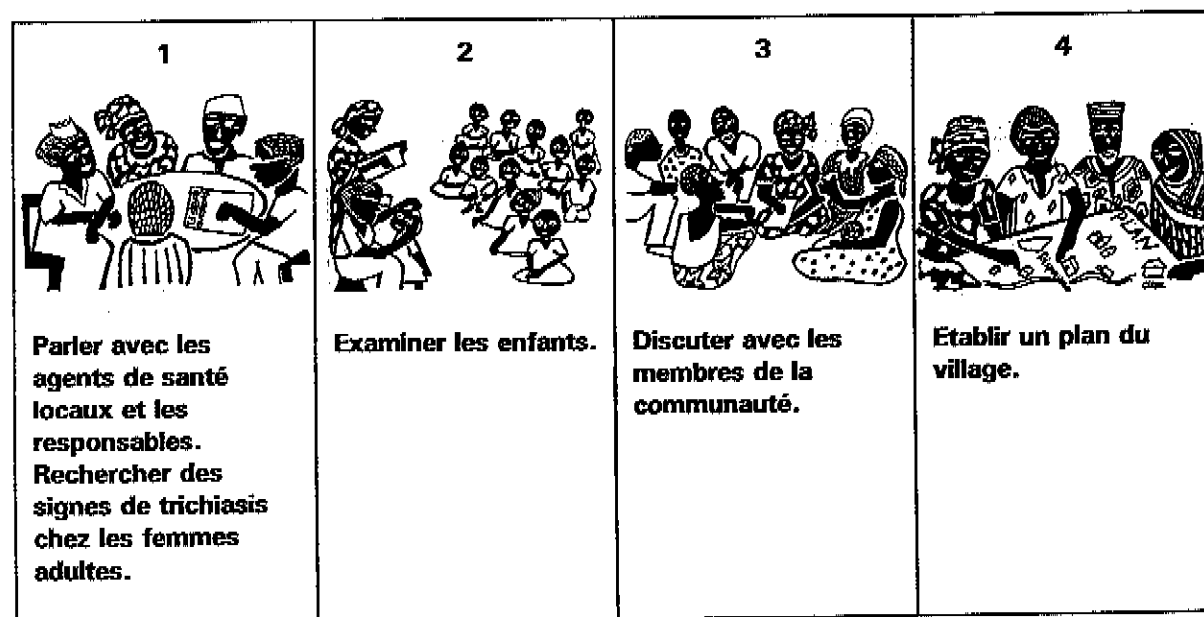 1
Parler avec les
agents de santé
locaux et les
responsables.
Rechercher des
signes de trichiasis
chez les femmes
adultes.
2
Examiner les enfants.
3
Discuter avec les
membres de la
communauté.
4
PLAN
Etablir un plan du
village.